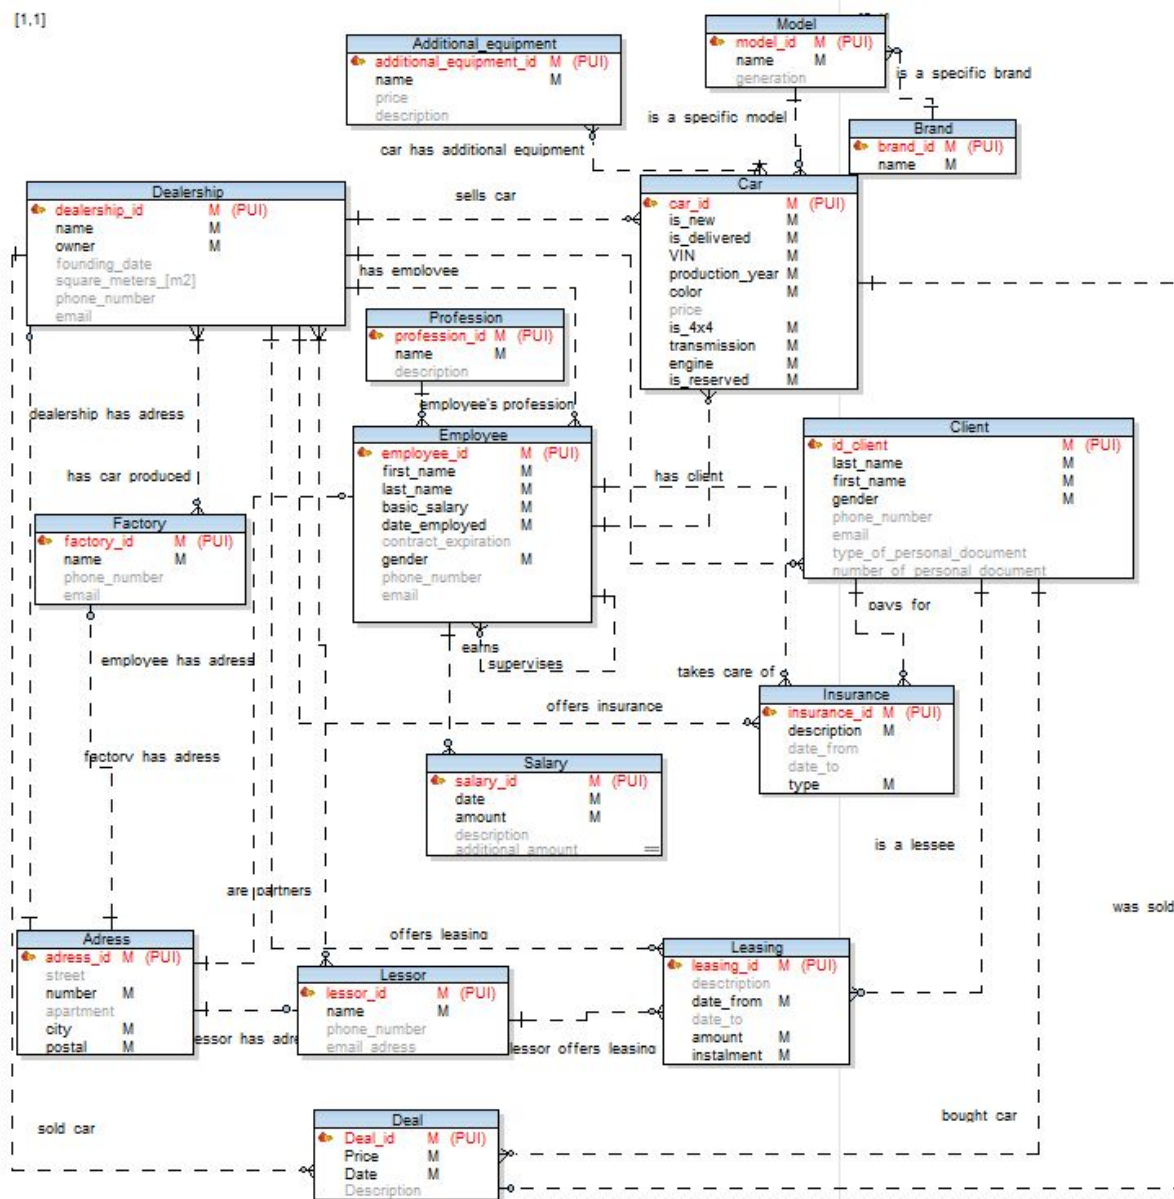 [1,1]
Model
model_id M (PUI)
name M
generation
is a specific brand
Brand
brand_id M (PUI)
name M
Additional_equipment
additional_equipment_id M (PUI)
name M
price
description
is a specific model
car has additional equipment
Dealership
dealership_id M (PUI)
name M
owner M
founding_date
square_meters_[m2]
phone_number
email
sells car
has employee
Car
car_id M (PUI)
is_new M
is_delivered M
VIN M
production_year M
color M
price
is_4x4 M
transmission M
engine M
is_reserved M
Profession
profession_id M (PUI)
name M
description
employee's profession
dealership has adress
has car produced
Employee
employee_id M (PUI)
first_name M
last_name M
basic_salary M
date_employed M
contract_expiration
gender M
phone_number
email
has client
Client
id_client M (PUI)
last_name M
first_name M
gender M
phone_number
email
type_of_personal_document
number_of_personal_document
Factory
factory_id M (PUI)
name M
phone_number
email
pays for
employee has adress
earns
supervises
takes care of
offers insurance
Insurance
insurance_id M (PUI)
description M
date_from
date_to
type M
factory has adress
Salary
salary_id M (PUI)
date M
amount M
description
additional_amount
is a lessee
are partners
was sold
offers leasing
Adress
adress_id M (PUI)
street
number M
apartment
city M
postal M
Lessor
lessor_id M (PUI)
name M
phone_number
email_adress
essor has adre
lessor offers leasing
Leasing
leasing_id M (PUI)
desctription
date_from M
date_to
amount M
instalment M
sold car
bought car
Deal
Deal_id M (PUI)
Price M
Date M
Description